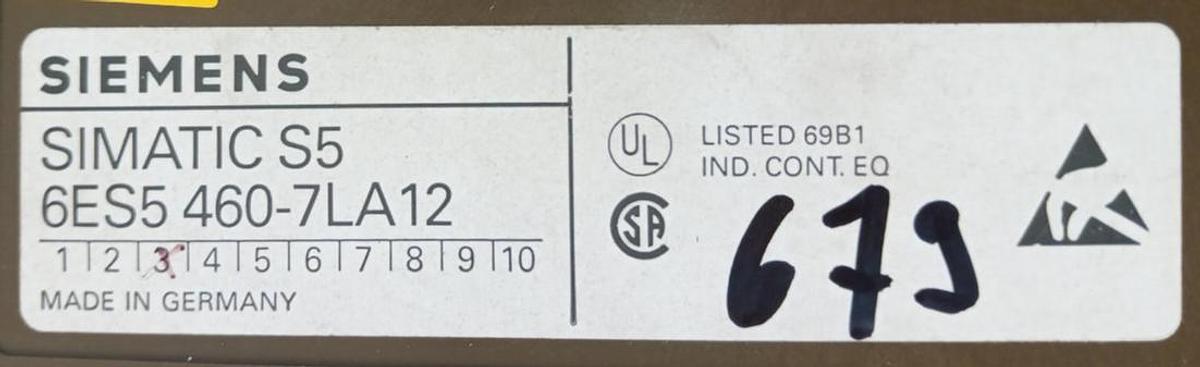 SIEMENS
SIMATIC S5
6ES5 460-7LA12
1 2 3 4 5 6 7 8 9 10
MADE IN GERMANY
UL LISTED 69B1
IND. CONT. EQ
SA
679